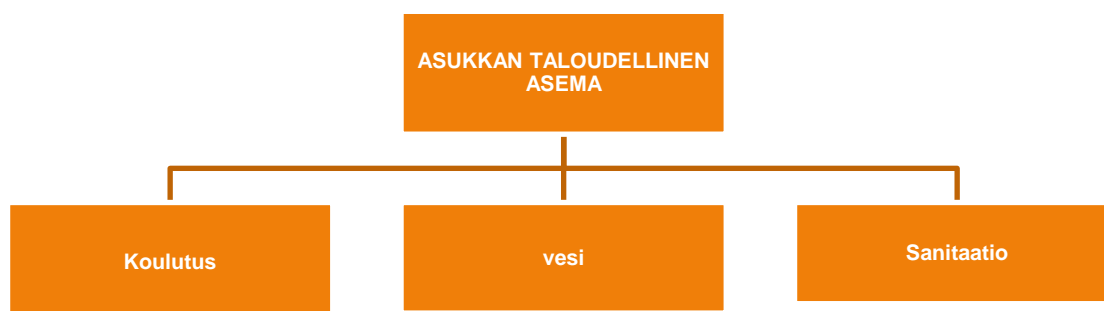 ASUKKAN TALOUDELLINEN
ASEMA
Koulutus
vesi
Sanitaatio